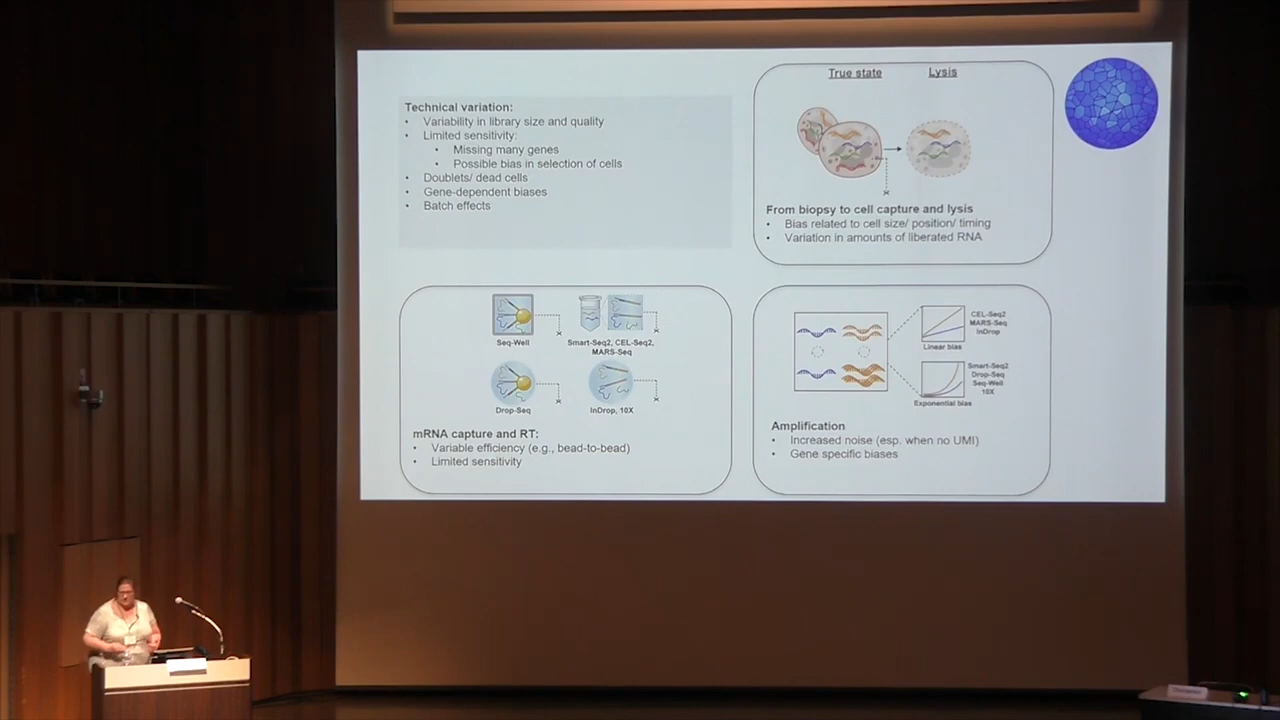 Technical variation:
• Variability in library size and quality
• Limited sensitivity:
• Missing many genes
• Possible bias in selection of cells
• Doublets/ dead cells
• Gene-dependent biases
• Batch effects
True state
Lysis
From biopsy to cell capture and lysis
• Bias related to cell size/ position/ timing
• Variation in amounts of liberated RNA
Seq-Well
Smart-Seq2, CEL-Seq2,
MARS-Seq
Drop-Seq
InDrop, 10X
mRNA capture and RT:
• Variable efficiency (e.g., bead-to-bead)
• Limited sensitivity
CEL-Seq2
MARS-Seq
InDrop
Linear bias
Smart-Seq2
Drop-Seq
Seq-Well
10X
Exponential bias
Amplification
• Increased noise (esp. when no UMI)
• Gene specific biases